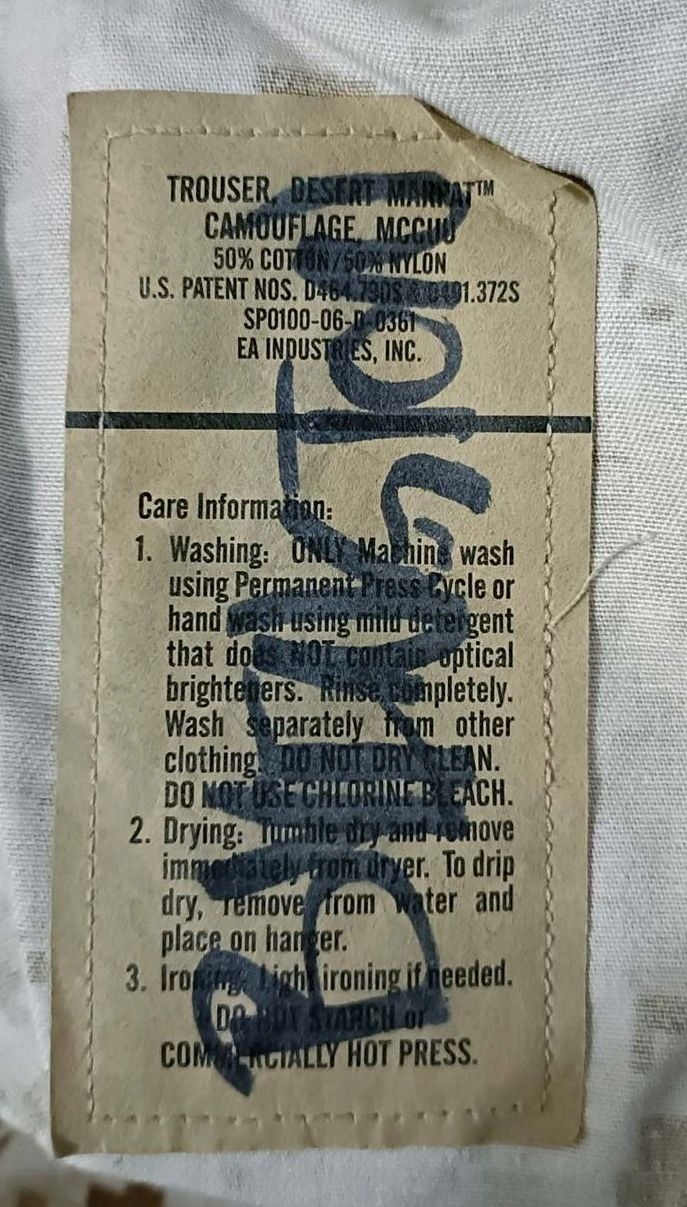 TROUSER, DESERT MARPAT™
CAMOUFLAGE, MCCUU
50% COTTON/50% NYLON
U.S. PATENT NOS. D464.790S & D491.372S
SP0100-06-D-0361
EA INDUSTRIES, INC.
Care Information:
1. Washing: ONLY Machine wash
using Permanent Press Cycle or
hand wash using mild detergent
that does NOT contain optical
brighteners. Rinse completely.
Wash separately from other
clothing. DO NOT DRY CLEAN.
DO NOT USE CHLORINE BLEACH.
2. Drying: Tumble dry and remove
immediately from dryer. To drip
dry, remove from water and
place on hanger.
3. Ironing: Light ironing if needed.
DO NOT STARCH or
COMMERCIALLY HOT PRESS.